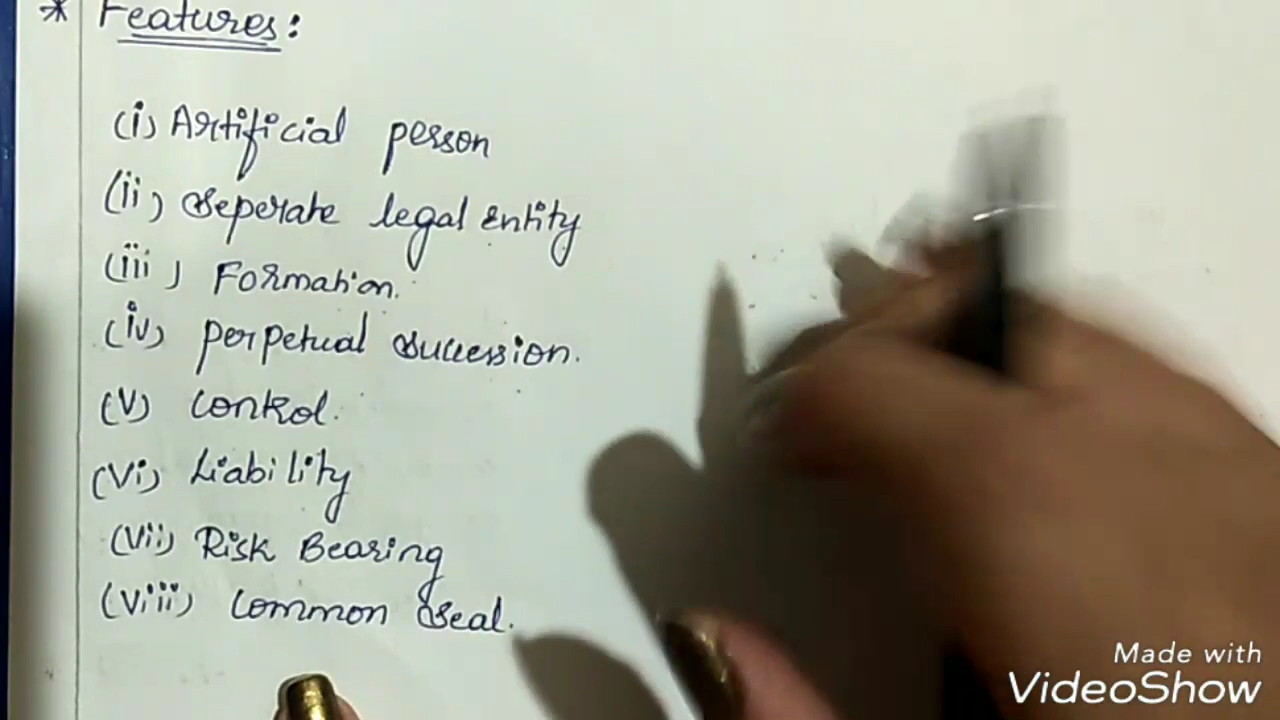 * Features:
(i) Artificial person
(ii) Seperate legal entity
(iii) Formation.
(iv) perpetual succession.
(v) control.
(vi) Liability
(vii) Risk Bearing
(viii) Common Seal.
Made with
VideoShow